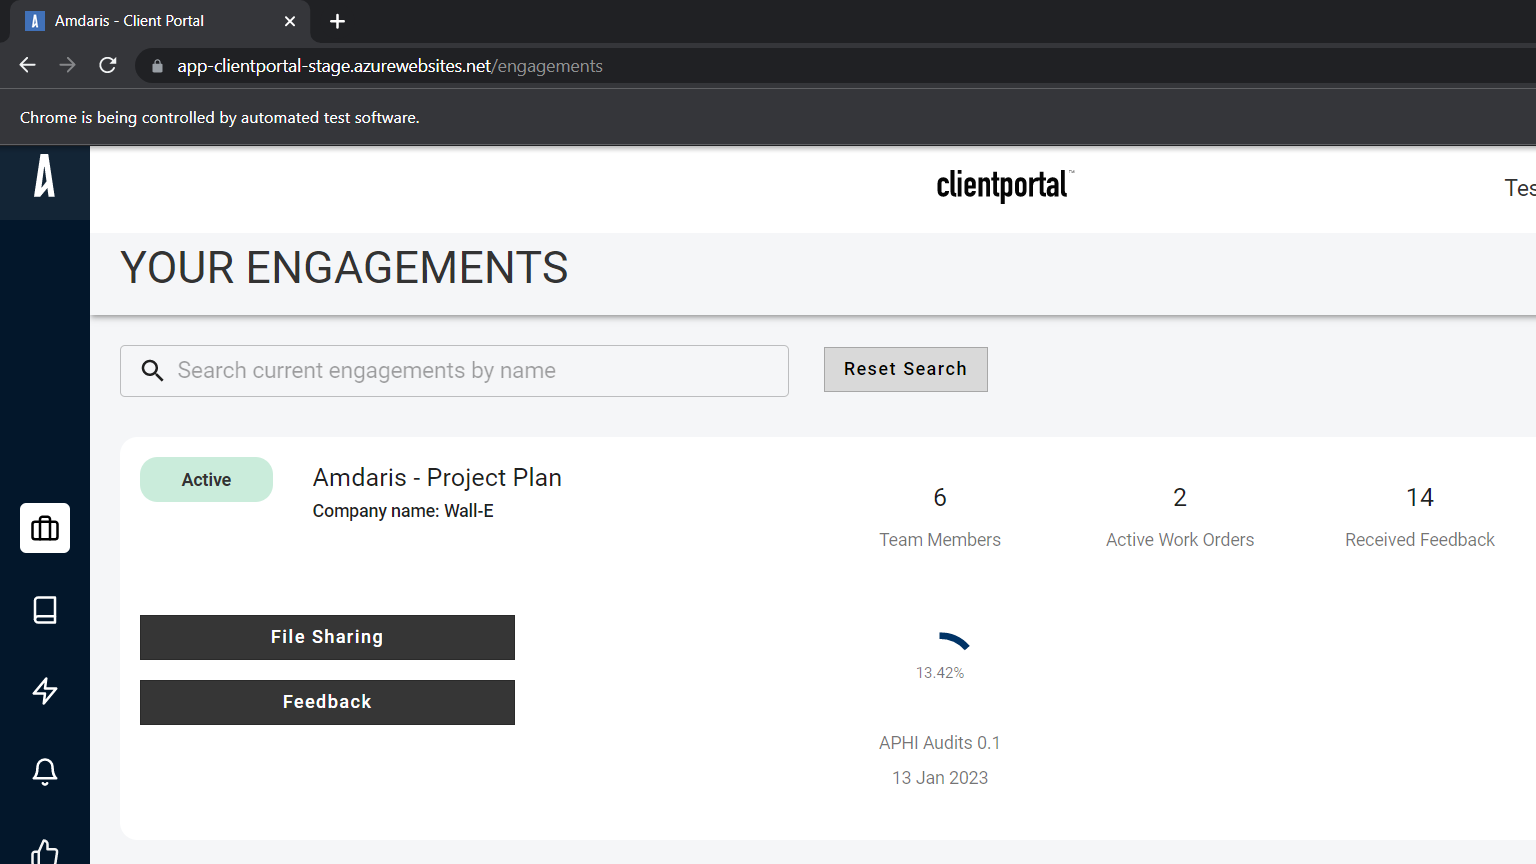 Amdaris - Client Portal
app-clientportal-stage.azurewebsites.net/engagements
Chrome is being controlled by automated test software.
clientportal™
Tes
YOUR ENGAGEMENTS
Search current engagements by name
Reset Search
Active
Amdaris - Project Plan
Company name: Wall-E
6
Team Members
2
Active Work Orders
14
Received Feedback
File Sharing
Feedback
13.42%
APHI Audits 0.1
13 Jan 2023